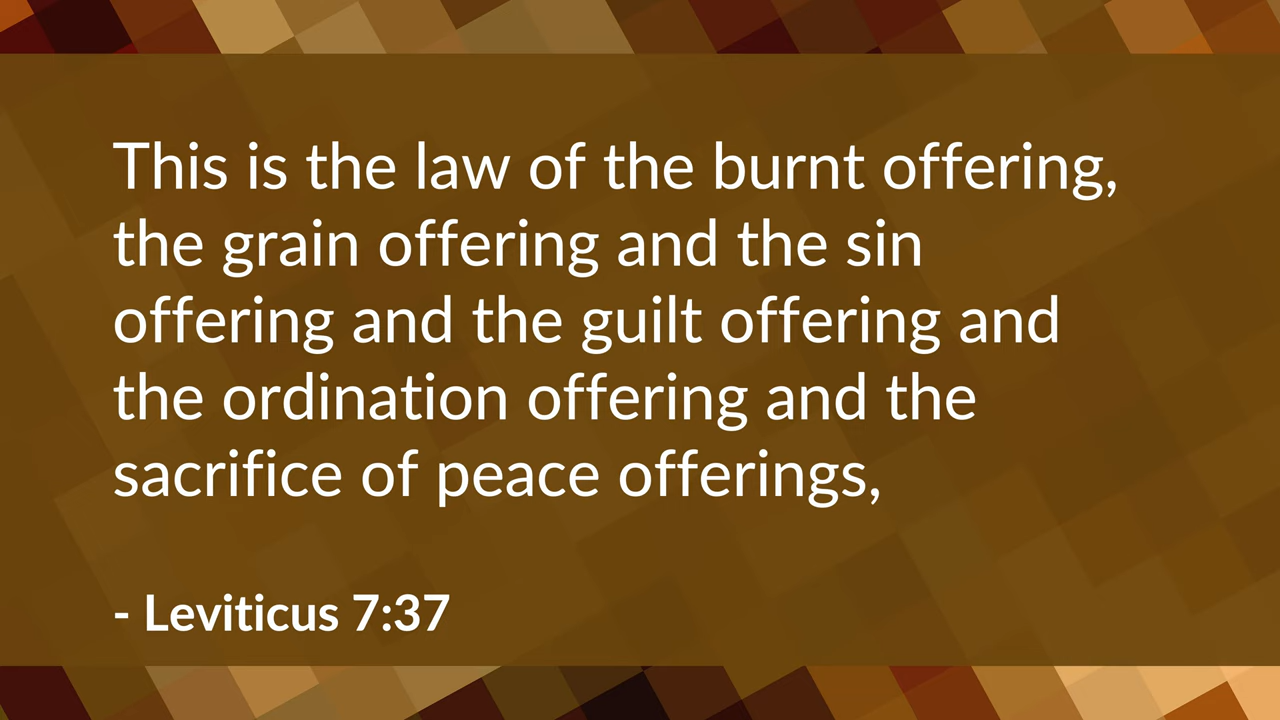 This is the law of the burnt offering,
the grain offering and the sin
offering and the guilt offering and
the ordination offering and the
sacrifice of peace offerings,
- Leviticus 7:37